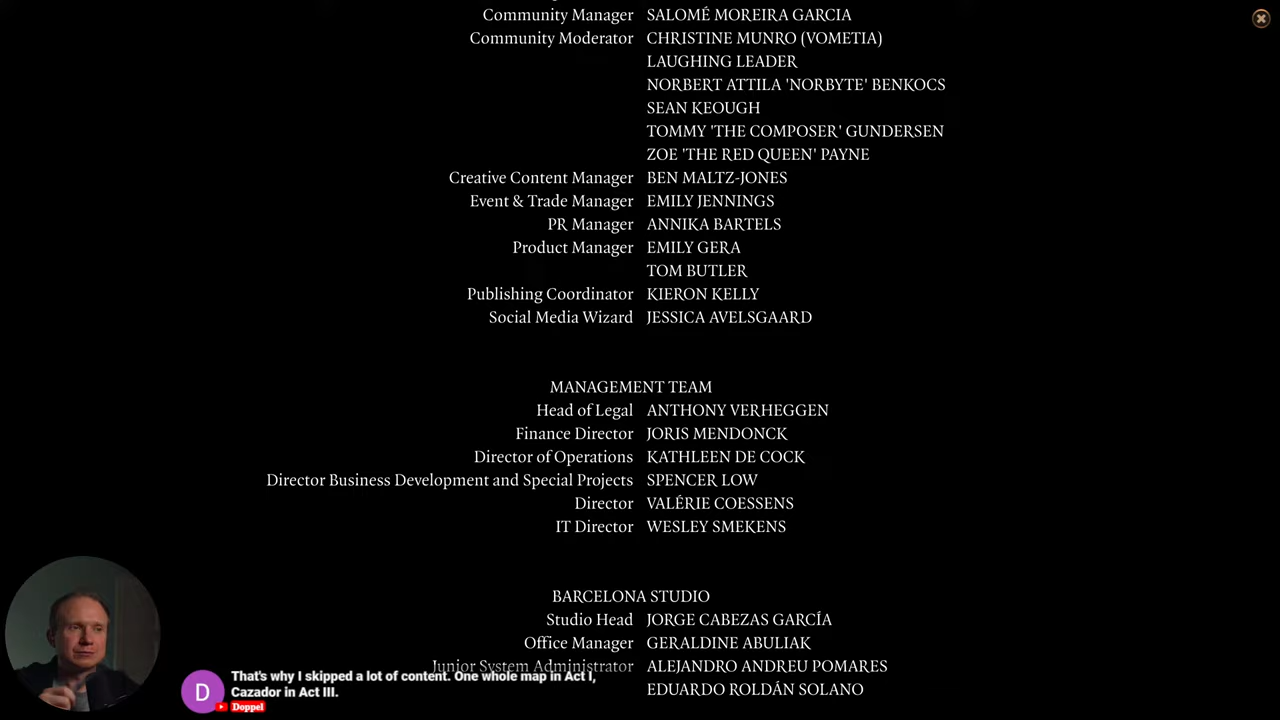 Community Manager SALOMÉ MOREIRA GARCIA
Community Moderator CHRISTINE MUNRO (VOMETIA)
LAUGHING LEADER
NORBERT ATTILA 'NORBYTE' BENKOCS
SEAN KEOUGH
TOMMY 'THE COMPOSER' GUNDERSEN
ZOE 'THE RED QUEEN' PAYNE
Creative Content Manager BEN MALTZ-JONES
Event & Trade Manager EMILY JENNINGS
PR Manager ANNIKA BARTELS
Product Manager EMILY GERA
TOM BUTLER
Publishing Coordinator KIERON KELLY
Social Media Wizard JESSICA AVELSGAARD
MANAGEMENT TEAM
Head of Legal ANTHONY VERHEGGEN
Finance Director JORIS MENDONCK
Director of Operations KATHLEEN DE COCK
Director Business Development and Special Projects SPENCER LOW
Director VALÉRIE COESSENS
IT Director WESLEY SMEKENS
BARCELONA STUDIO
Studio Head JORGE CABEZAS GARCÍA
Office Manager GERALDINE ABULIAK
Junior System Administrator ALEJANDRO ANDREU POMARES
EDUARDO ROLDÁN SOLANO
D
That's why I skipped a lot of content. One whole map in Act I,
Cazador in Act III.
Doppel